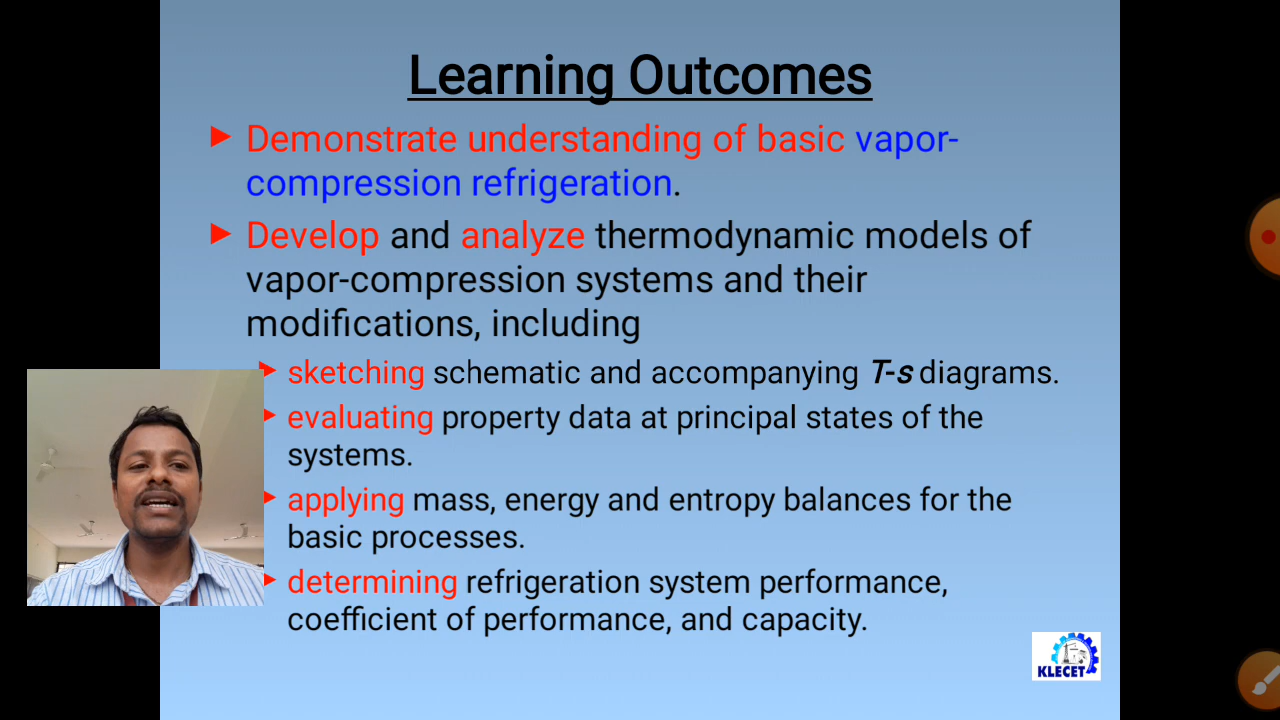 Learning Outcomes
Demonstrate understanding of basic vapor-
compression refrigeration.
Develop and analyze thermodynamic models of
vapor-compression systems and their
modifications, including
sketching schematic and accompanying T-s diagrams.
evaluating property data at principal states of the
systems.
applying mass, energy and entropy balances for the
basic processes.
determining refrigeration system performance,
coefficient of performance, and capacity.
KLECET